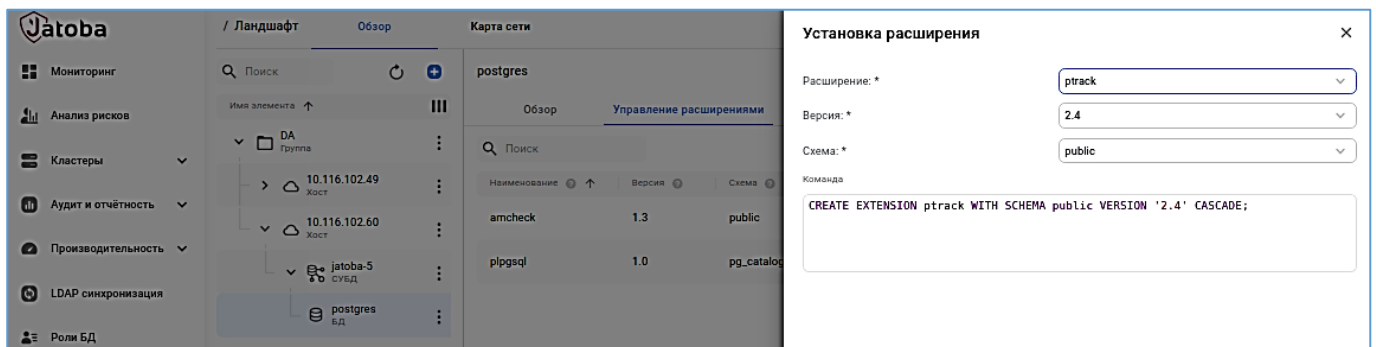 Jatoba
Мониторинг
Анализ рисков
Кластеры
Аудит и отчётность
Производительность
LDAP синхронизация
Роли БД
/ Ландшафт
Обзор
Карта сети
Поиск
Имя элемента ↑
DA
Группа
10.116.102.49
Хост
10.116.102.60
Хост
jatoba-5
СУБД
postgres
БД
postgres
Обзор
Управление расширениями
Поиск
Наименование ? ↑ Версия ? Схема ?
amcheck 1.3 public
plpgsql 1.0 pg_catalog
Установка расширения
Расширение: * ptrack
Версия: * 2.4
Схема: * public
Команда
CREATE EXTENSION ptrack WITH SCHEMA public VERSION '2.4' CASCADE;